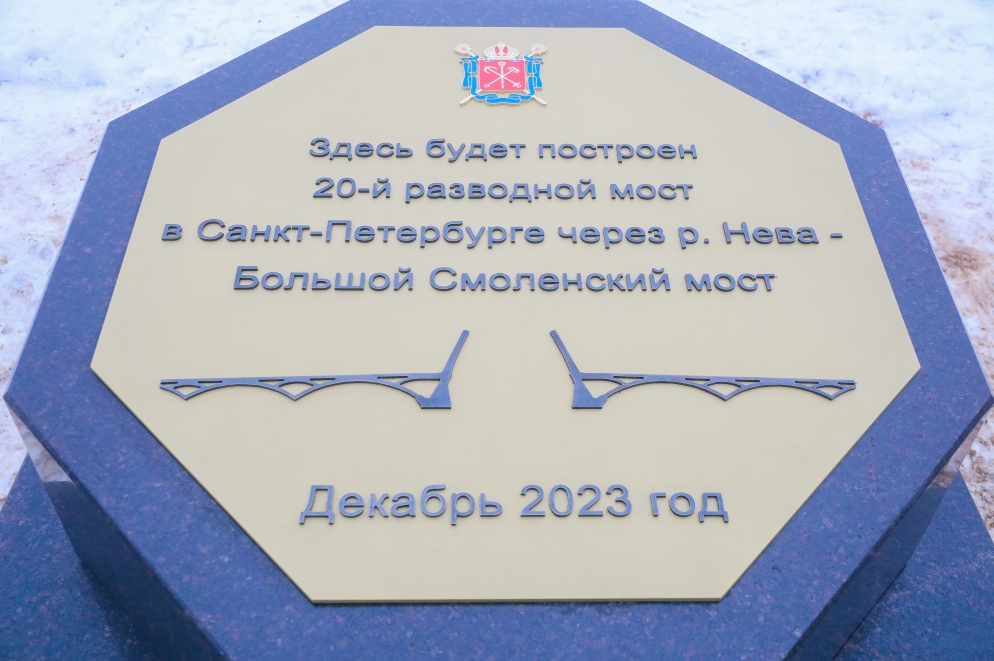 Здесь будет построен
20-й разводной мост
в Санкт-Петербурге через р. Нева -
Большой Смоленский мост
Декабрь 2023 год